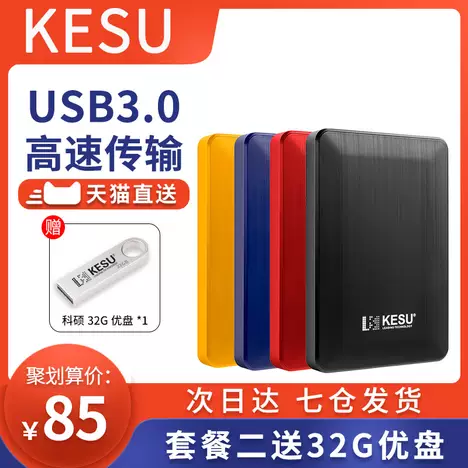 KESU
USB3.0
高速传输
天猫直送
赠
KESU
科硕 32G 优盘 *1
KESU®
LEADING TECHNOLOGY
聚划算价:
¥85
次日达 七仓发货
套餐二送32G优盘